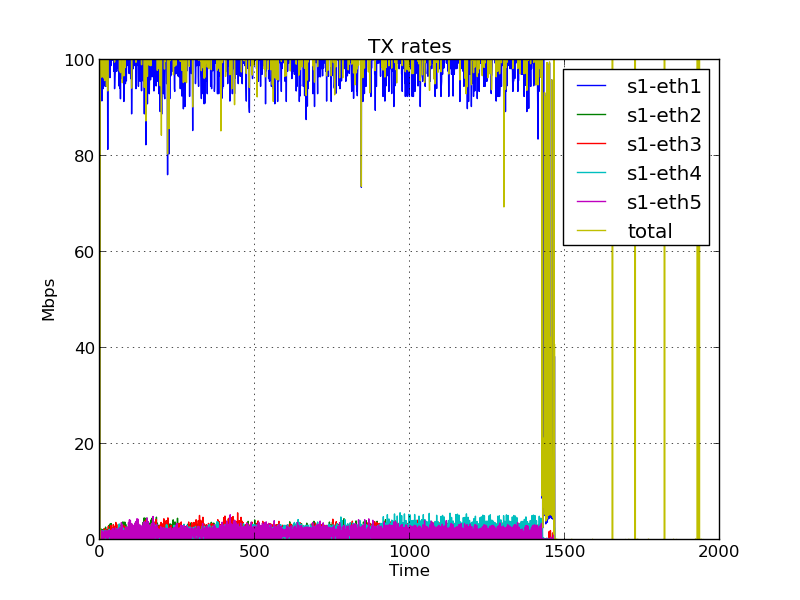 TX rates
100
80
60
40
20
0
Mbps
s1-eth1
s1-eth2
s1-eth3
s1-eth4
s1-eth5
total
0 500 1000 1500 2000
Time